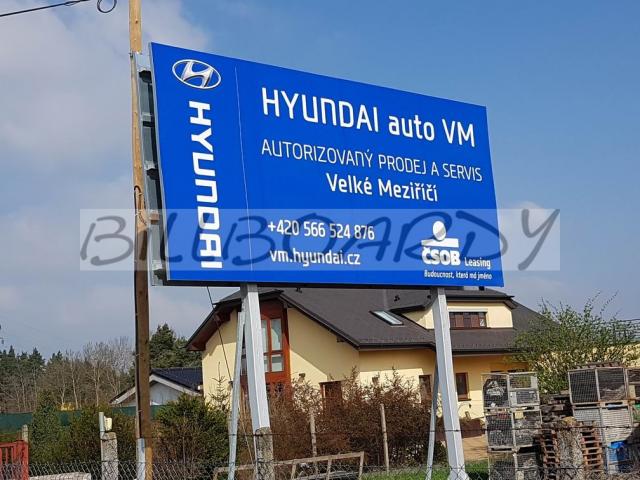 HYUNDAI
HYUNDAI auto VM
AUTORIZOVANÝ PRODEJ A SERVIS
Velké Meziříčí
+420 566 524 876
vm.hyundai.cz
ČSOB Leasing
Budoucnost, která má jméno
BILLBOARDY